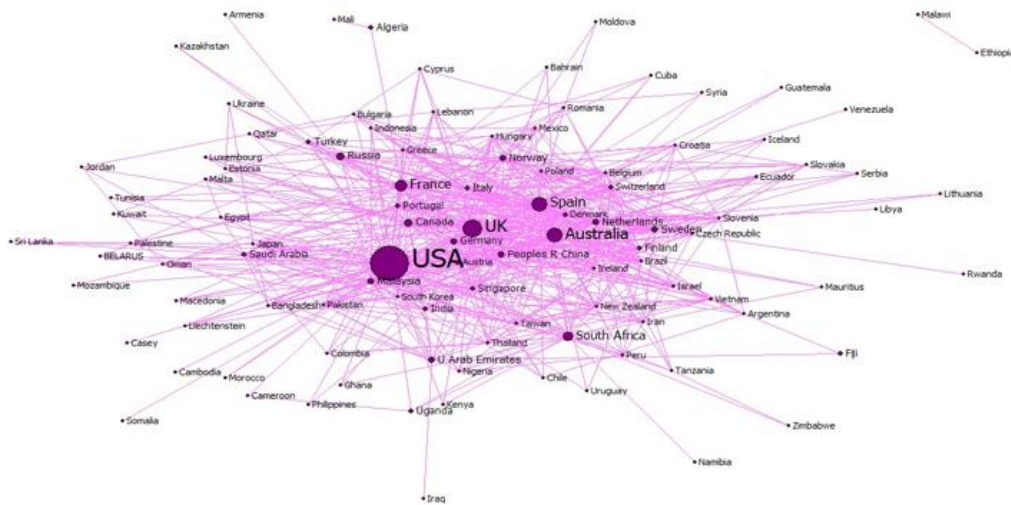 Armenia
Mali
Algeria
Moldova
Malawi
Kazakhstan
Ethiopia
Cyprus
Bahrain
Cuba
Guatemala
Syria
Ukraine
Bulgaria
Lebanon
Romania
Venezuela
Qatar
Indonesia
Hungary
Mexico
Iceland
Turkey
Croatia
Luxembourg
Russia
Greece
Norway
Slovakia
Jordan
Estonia
Poland
Belgium
Ecuador
Serbia
Malta
France
Italy
Switzerland
Lithuania
Tunisia
Portugal
Spain
Libya
Kuwait
Egypt
Canada
UK
Denmark
Netherlands
Slovenia
Sri Lanka
Palestine
Japan
Germany
Australia
Sweden
Czech Republic
BELARUS
Saudi Arabia
USA
Austria
Peoples R China
Finland
Oman
Brazil
Ireland
Rwanda
Mozambique
Malaysia
Singapore
Israel
Mauritius
Macedonia
Bangladesh
Pakistan
South Korea
India
New Zealand
Vietnam
Argentina
Liechtenstein
Taiwan
Iran
Casey
Thailand
South Africa
Colombia
U Arab Emirates
Peru
Fiji
Cambodia
Morocco
Nigeria
Chile
Tanzania
Ghana
Uruguay
Cameroon
Philippines
Uganda
Kenya
Somalia
Zimbabwe
Namibia
Iraq